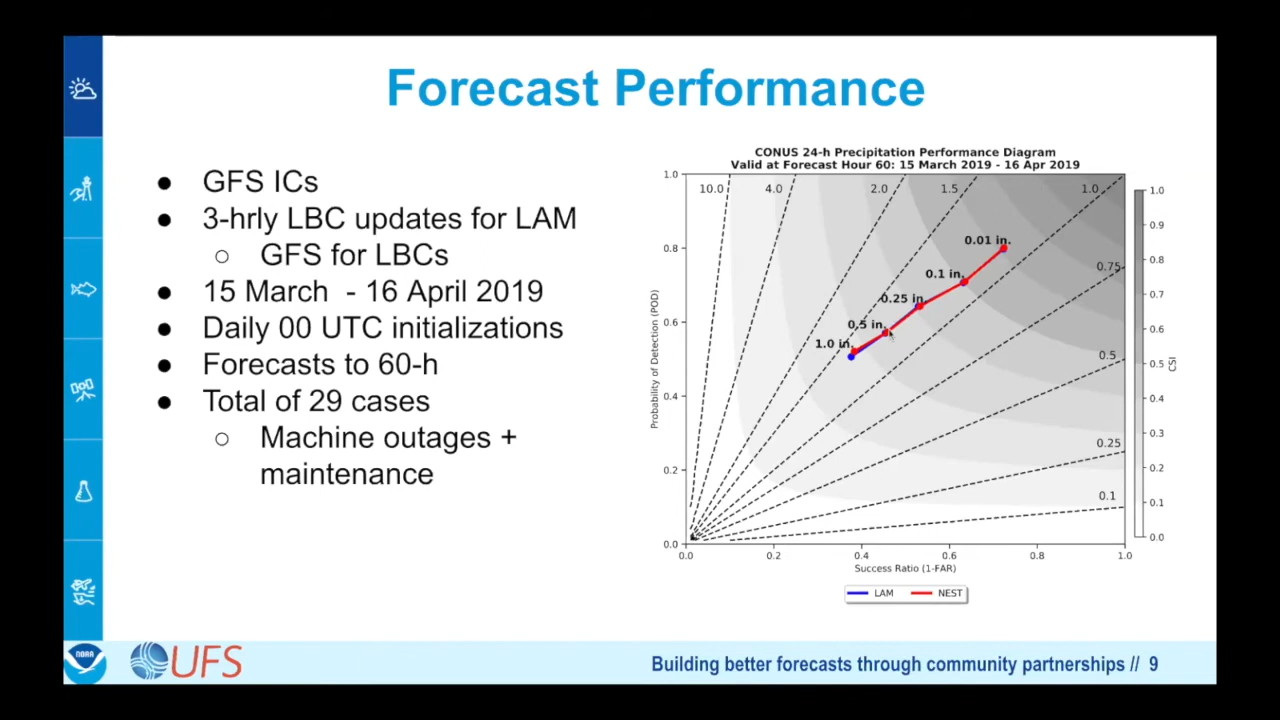 Forecast Performance
● GFS ICs
● 3-hrly LBC updates for LAM
○ GFS for LBCs
● 15 March - 16 April 2019
● Daily 00 UTC initializations
● Forecasts to 60-h
● Total of 29 cases
○ Machine outages +
maintenance
CONUS 24-h Precipitation Performance Diagram
Valid at Forecast Hour 60: 15 March 2019 - 16 Apr 2019
1.0
0.8
0.6
0.4
0.2
0.0
Probability of Detection (POD)
10.0 4.0 2.0 1.5 1.0
0.75
0.5
0.25
0.1
0.01 in.
0.1 in.
0.25 in.
0.5 in.
1.0 in.
0.0 0.2 0.4 0.6 0.8 1.0
Success Ratio (1-FAR)
LAM NEST
1.0
0.9
0.8
0.7
0.6
0.5
0.4
0.3
0.2
0.1
0.0
CSI
NOAA
UFS
Building better forecasts through community partnerships // 9